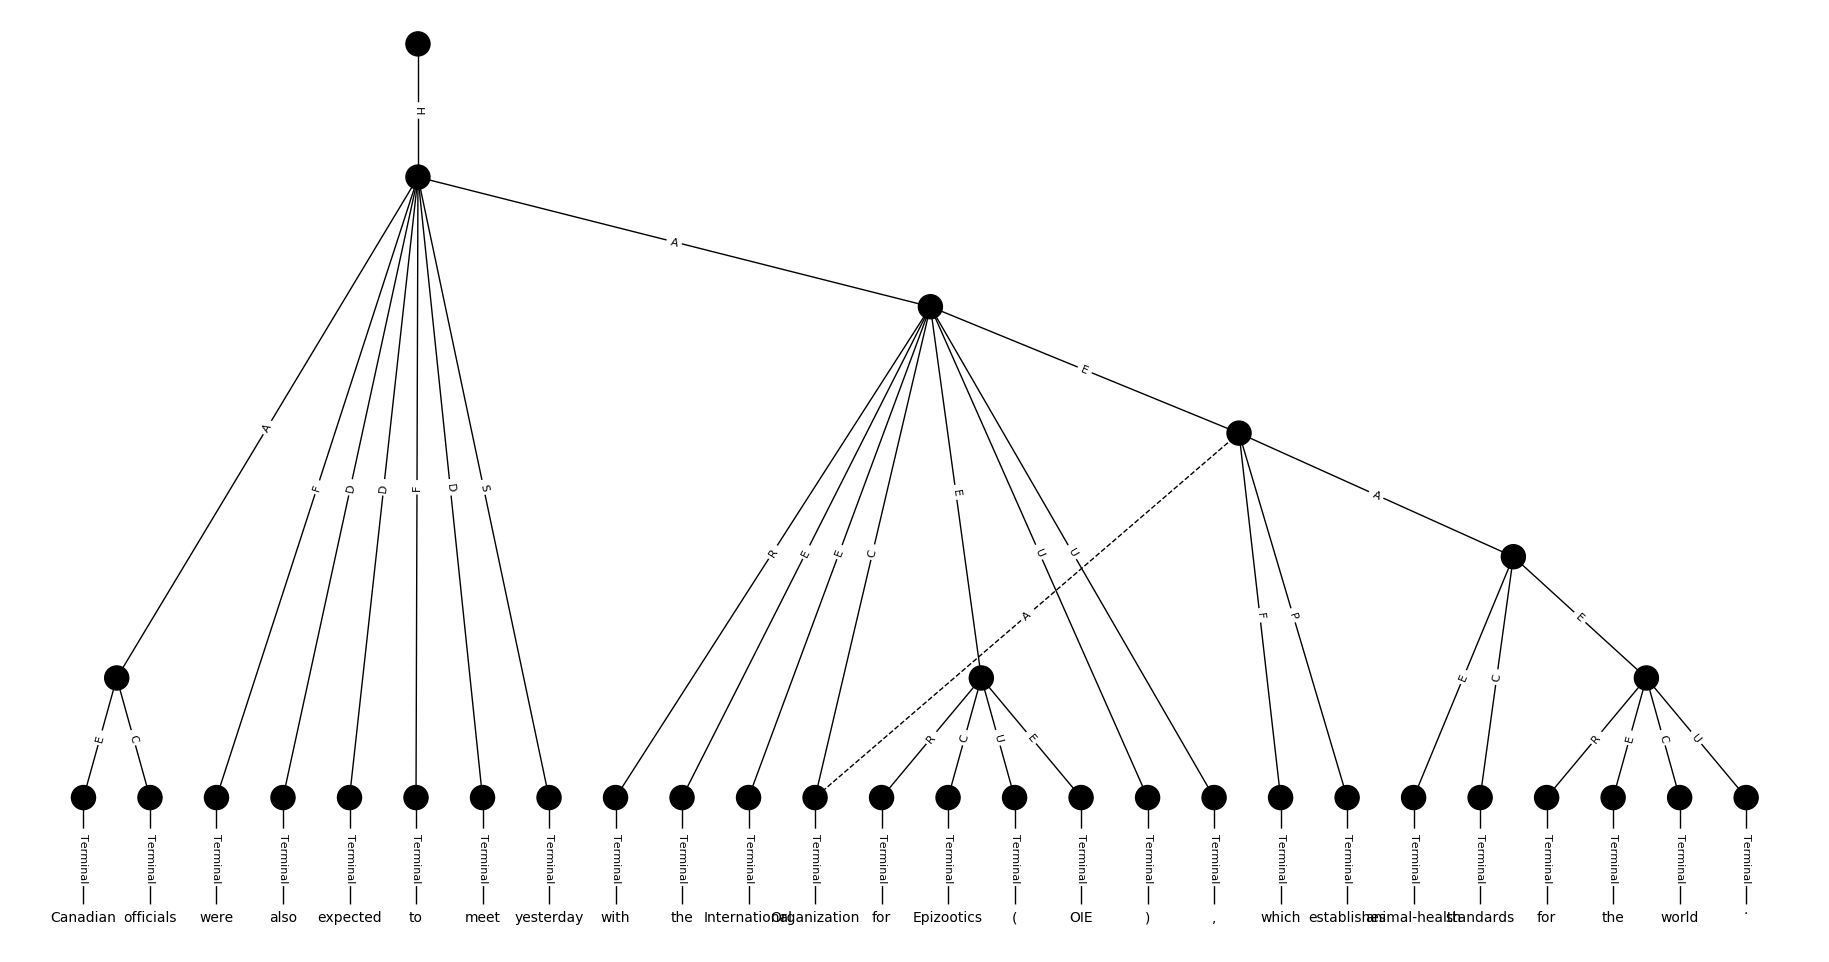 H
A
A
F
D
D
F
D
S
E
R
E
E
C
E
U
U
A
A
F
P
E
C
E
E
C
R
C
U
E
R
E
C
U
Terminal Terminal Terminal Terminal Terminal Terminal Terminal Terminal Terminal Terminal Terminal Terminal Terminal Terminal Terminal Terminal Terminal Terminal Terminal Terminal Terminal Terminal Terminal Terminal Terminal Terminal
Canadian officials were also expected to meet yesterday with the International Organization for Epizootics ( OIE ) , which establishes animal-health standards for the world .